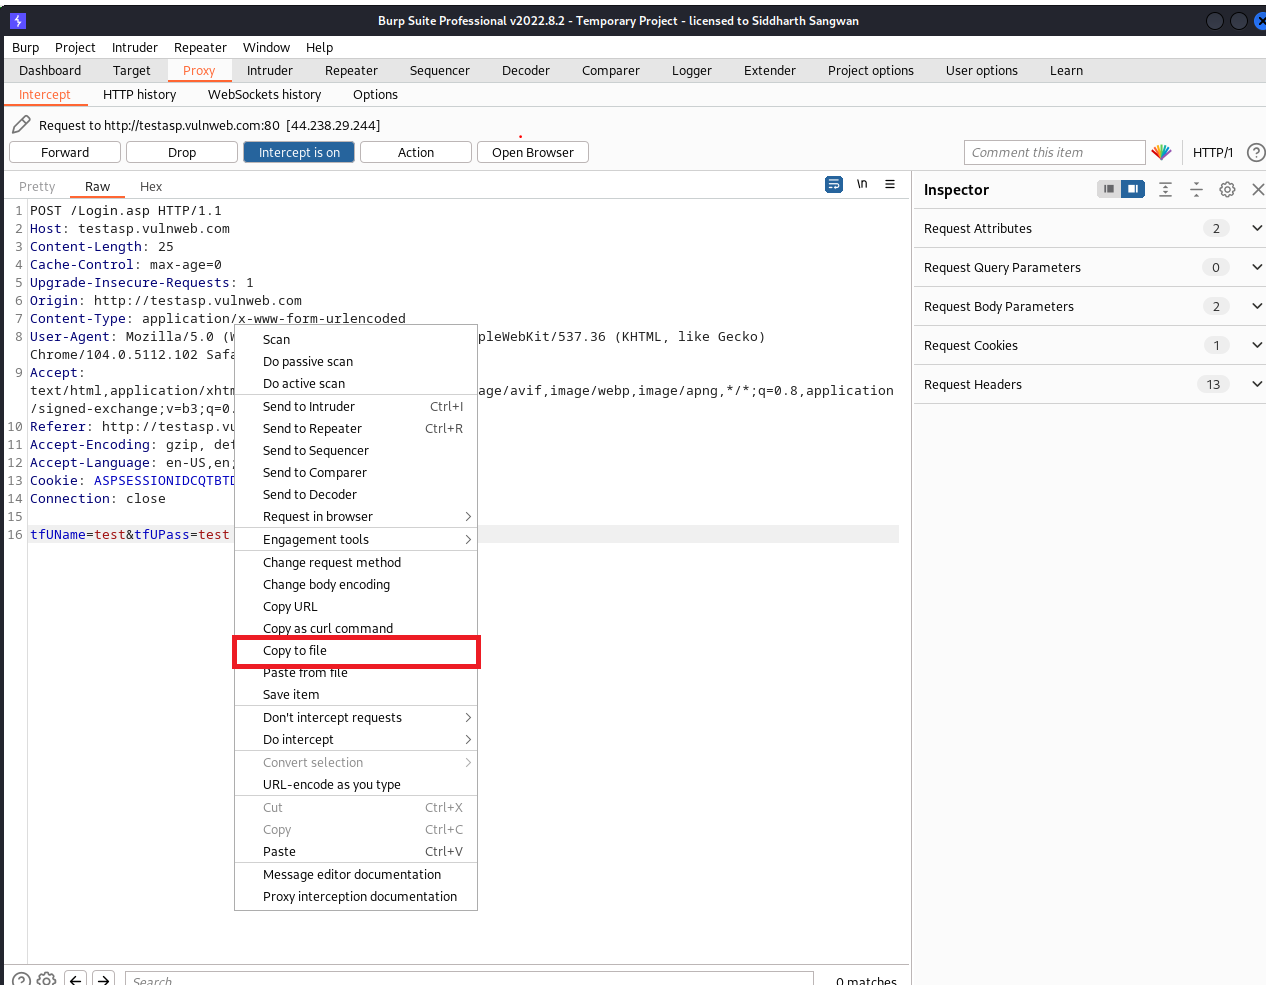 Burp Suite Professional v2022.8.2 - Temporary Project - licensed to Siddharth Sangwan
Burp Project Intruder Repeater Window Help
Dashboard Target Proxy Intruder Repeater Sequencer Decoder Comparer Logger Extender Project options User options Learn
Intercept HTTP history WebSockets history Options
Request to http://testasp.vulnweb.com:80 [44.238.29.244]
Forward Drop Intercept is on Action Open Browser Comment this item HTTP/1
Pretty Raw Hex \n
1 POST /Login.asp HTTP/1.1
2 Host: testasp.vulnweb.com
3 Content-Length: 25
4 Cache-Control: max-age=0
5 Upgrade-Insecure-Requests: 1
6 Origin: http://testasp.vulnweb.com
7 Content-Type: application/x-www-form-urlencoded
8 User-Agent: Mozilla/5.0 (W pleWebKit/537.36 (KHTML, like Gecko)
Chrome/104.0.5112.102 Safa
9 Accept:
text/html,application/xhtm age/avif,image/webp,image/apng,*/*;q=0.8,application
/signed-exchange;v=b3;q=0.
10 Referer: http://testasp.vu
11 Accept-Encoding: gzip, def
12 Accept-Language: en-US,en;
13 Cookie: ASPSESSIONIDCQTBTD
14 Connection: close
15
16 tfUName=test&tfUPass=test
Scan
Do passive scan
Do active scan
Send to Intruder Ctrl+I
Send to Repeater Ctrl+R
Send to Sequencer
Send to Comparer
Send to Decoder
Request in browser
Engagement tools
Change request method
Change body encoding
Copy URL
Copy as curl command
Copy to file
Paste from file
Save item
Don't intercept requests
Do intercept
Convert selection
URL-encode as you type
Cut Ctrl+X
Copy Ctrl+C
Paste Ctrl+V
Message editor documentation
Proxy interception documentation
Inspector
Request Attributes 2
Request Query Parameters 0
Request Body Parameters 2
Request Cookies 1
Request Headers 13
Search... 0 matches